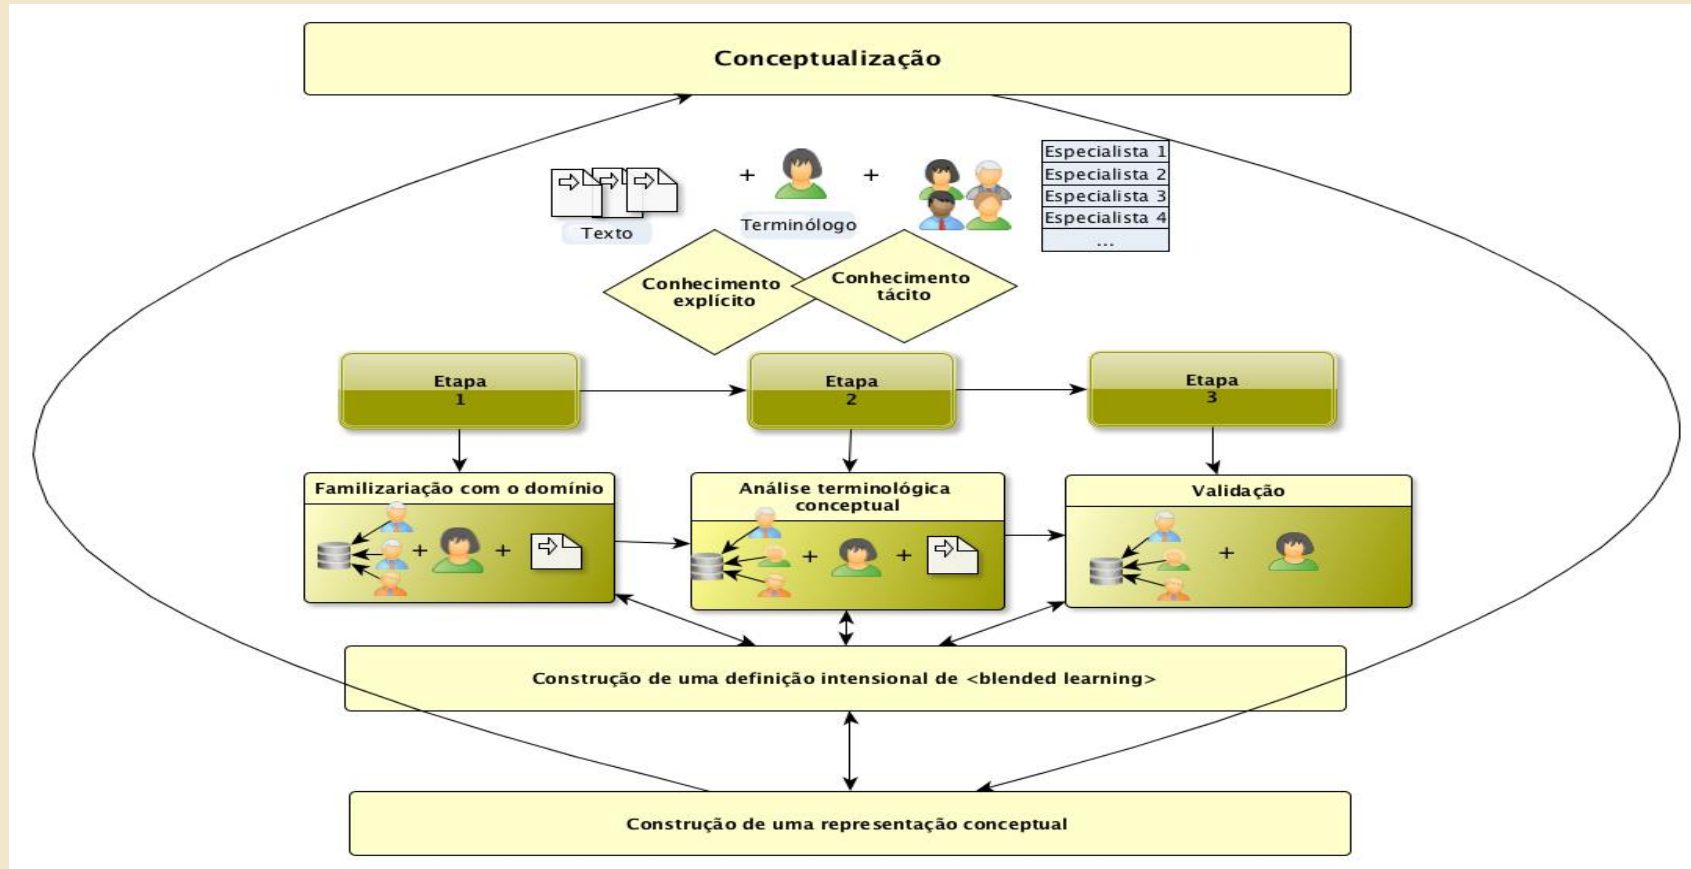 Conceptualização
+
+
Especialista 1
Especialista 2
Especialista 3
Especialista 4
...
Texto
Terminólogo
Conhecimento
explícito
Conhecimento
tácito
Etapa
1
Etapa
2
Etapa
3
Familizariação com o domínio
+
+
Análise terminológica
conceptual
+
+
Validação
+
Construção de uma definição intensional de <blended learning>
Construção de uma representação conceptual